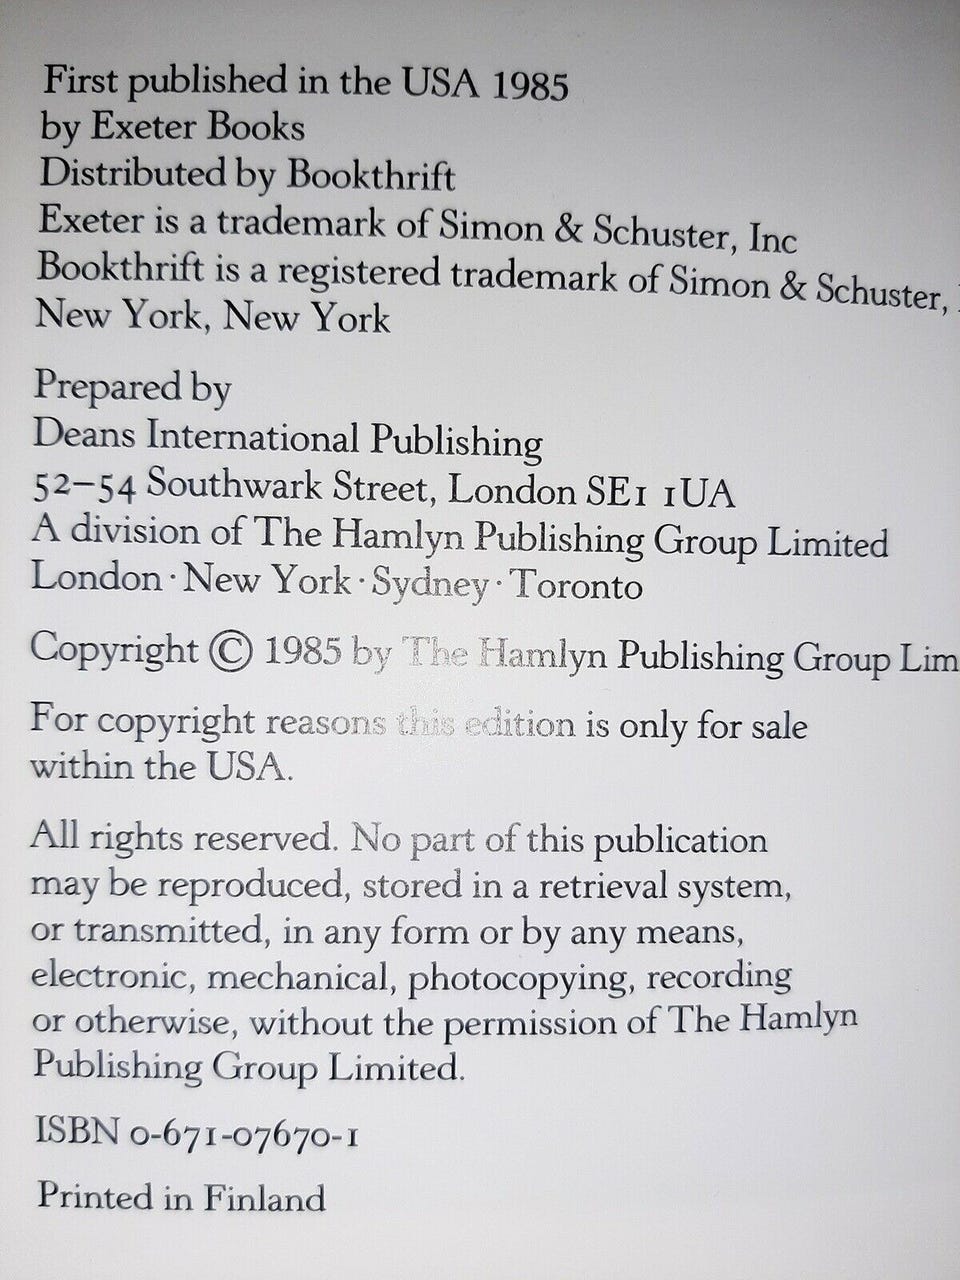 First published in the USA 1985
by Exeter Books
Distributed by Bookthrift
Exeter is a trademark of Simon & Schuster, Inc
Bookthrift is a registered trademark of Simon & Schuster,
New York, New York
Prepared by
Deans International Publishing
52–54 Southwark Street, London SE1 1UA
A division of The Hamlyn Publishing Group Limited
London · New York · Sydney · Toronto
Copyright © 1985 by The Hamlyn Publishing Group Lim
For copyright reasons this edition is only for sale
within the USA.
All rights reserved. No part of this publication
may be reproduced, stored in a retrieval system,
or transmitted, in any form or by any means,
electronic, mechanical, photocopying, recording
or otherwise, without the permission of The Hamlyn
Publishing Group Limited.
ISBN 0-671-07670-1
Printed in Finland